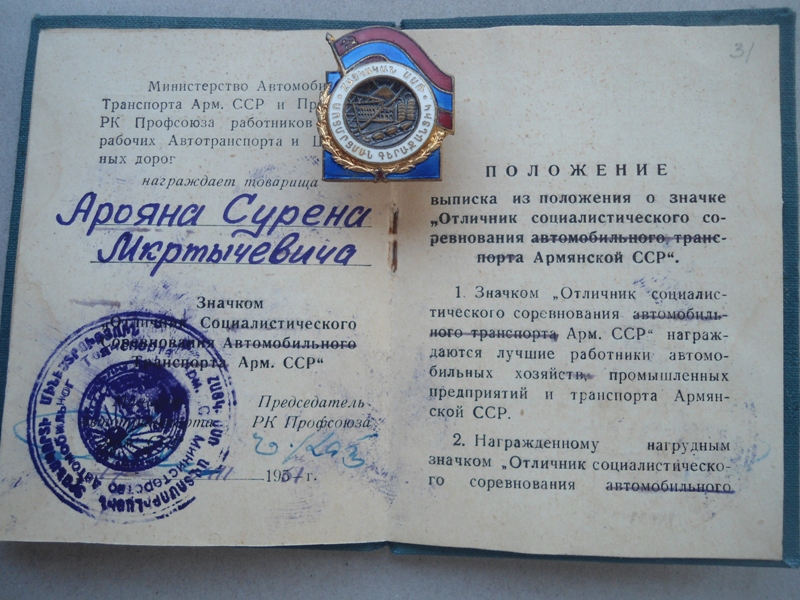 Министерство Автомоби
Транспорта Арм. ССР и Пр
РК Профсоюза работников
рабочих Автотранспорта и
ных дорог
награждает товарища
Арояна Сурена
Мкртычевича
Значком
„Отличник Социалистического
Соревнования Автомобильного
Транспорта Арм. ССР“
Председатель
РК Профсоюза
1951 г.
31
ПОЛОЖЕНИЕ
выписка из положения о значке
„Отличник социалистического со-
ревнования автомобильного транс-
порта Армянской ССР“.
1. Значком „Отличник социалис-
тического соревнования автомобиль-
ного транспорта Арм. ССР“ награж-
даются лучшие работники автомо-
бильных хозяйств, промышленных
предприятий и транспорта Армян-
ской ССР.
2. Награжденному нагрудным
значком „Отличник социалистическо-
го соревнования автомобильного